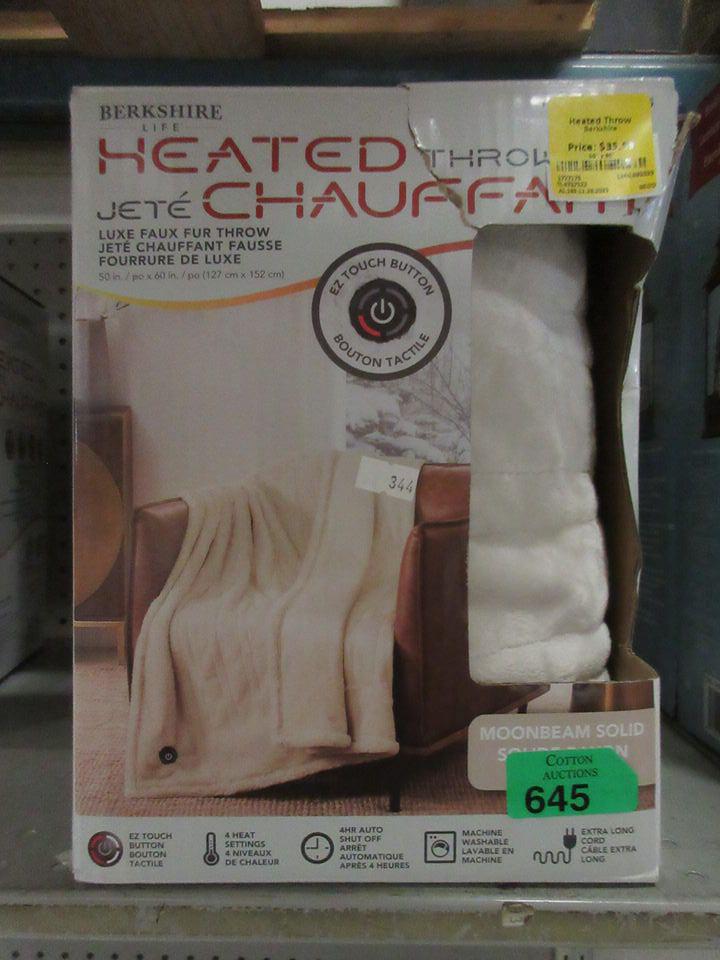 BERKSHIRE
LIFE
HEATED THROW
JETÉ CHAUFFANT
LUXE FAUX FUR THROW
JETÉ CHAUFFANT FAUSSE
FOURRURE DE LUXE
50 in. / po x 60 in. / po (127 cm x 152 cm)
Heated Throw
Berkshire
Price: $35.
EZ TOUCH BUTTON
BOUTON TACTILE
344
MOONBEAM SOLID
COTTON
AUCTIONS
645
EZ TOUCH
BUTTON
BOUTON
TACTILE
4 HEAT
SETTINGS
4 NIVEAUX
DE CHALEUR
4HR AUTO
SHUT OFF
ARRÊT
AUTOMATIQUE
APRÈS 4 HEURES
MACHINE
WASHABLE
LAVABLE EN
MACHINE
EXTRA LONG
CORD
CÂBLE EXTRA
LONG